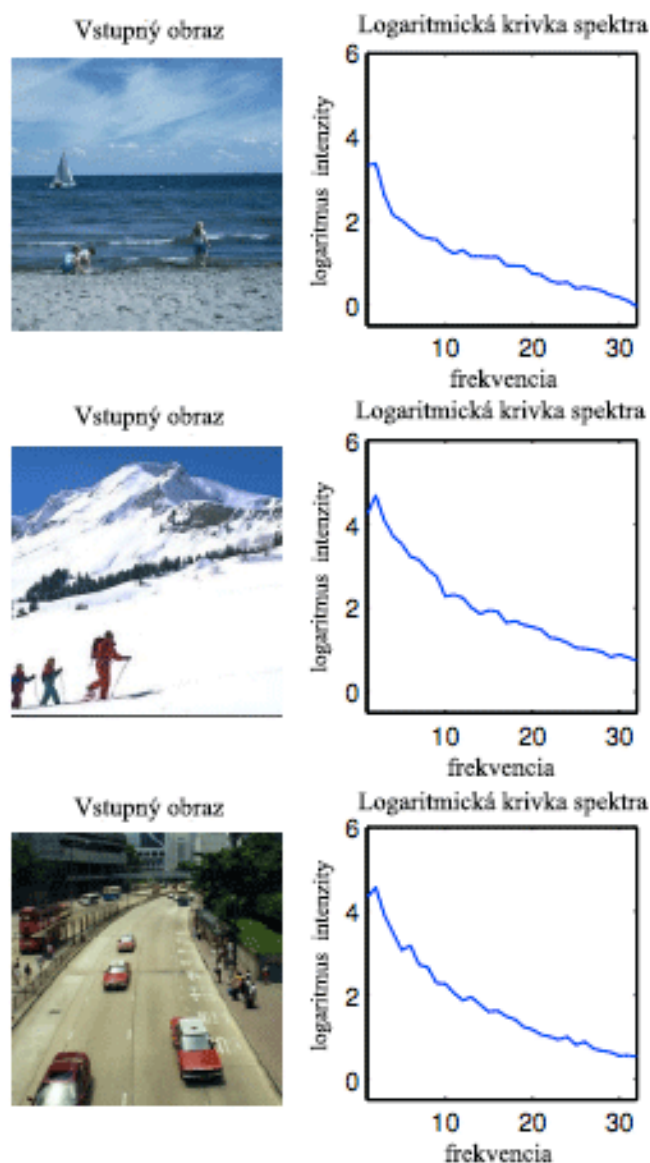 Vstupný obraz
Logaritmická krivka spektra
6
4
2
0
logaritmus intenzity
10 20 30
frekvencia
Vstupný obraz
Logaritmická krivka spektra
6
4
2
0
logaritmus intenzity
10 20 30
frekvencia
Vstupný obraz
Logaritmická krivka spektra
6
4
2
0
logaritmus intenzity
10 20 30
frekvencia